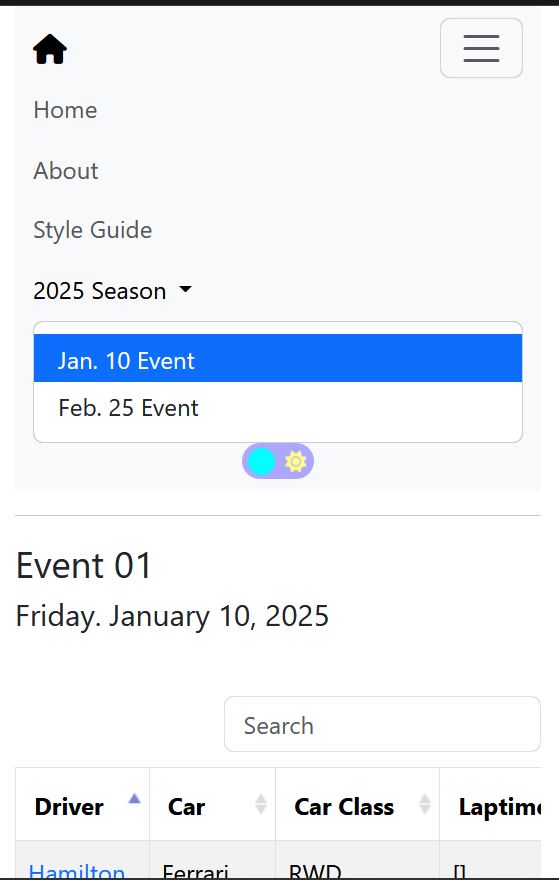 Home
About
Style Guide
2025 Season
Jan. 10 Event
Feb. 25 Event
Event 01
Friday. January 10, 2025
Search
Driver Car Car Class Laptime
Hamilton Ferrari RWD []